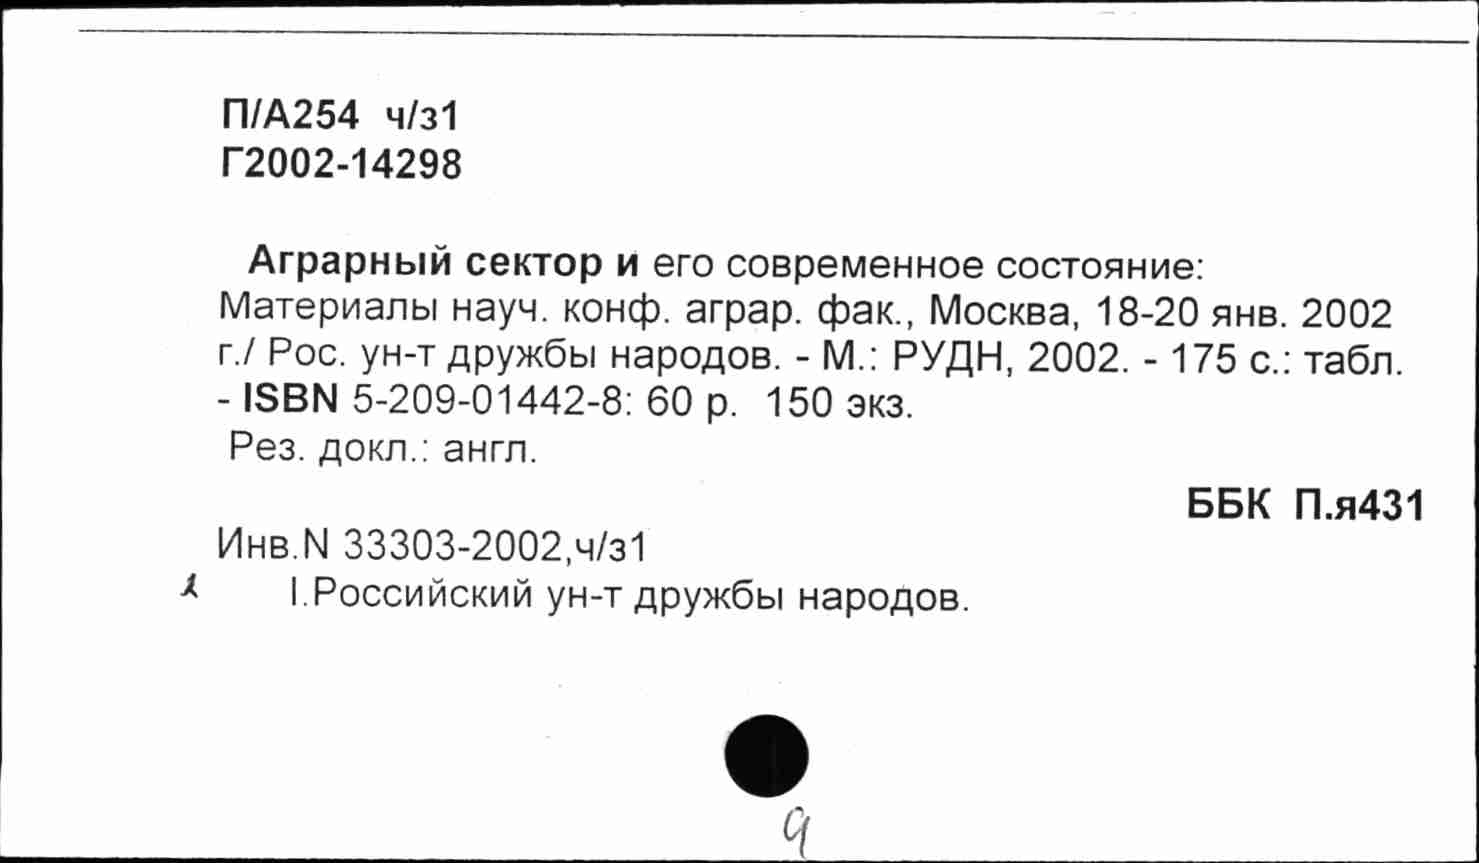 П/А254 ч/з1
Г2002-14298
Аграрный сектор и его современное состояние:
Материалы науч. конф. аграр. фак., Москва, 18-20 янв. 2002
г./ Рос. ун-т дружбы народов. - М.: РУДН, 2002. - 175 с.: табл.
- ISBN 5-209-01442-8: 60 р. 150 экз.
Рез. докл.: англ.
ББК П.я431
Инв.N 33303-2002,ч/з1
I.Российский ун-т дружбы народов.